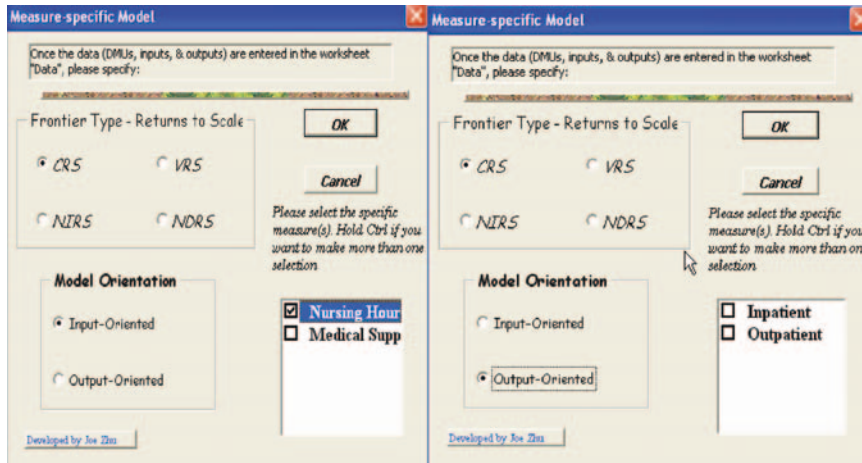 Measure-specific Model
Once the data (DMUs, inputs, & outputs) are entered in the worksheet
"Data", please specify:
Frontier Type - Returns to Scale
CRS VRS
NIRS NDRS
OK
Cancel
Please select the specific
measure(s). Hold Ctrl if you
want to make more than one
selection
Model Orientation
Input-Oriented
Output-Oriented
Nursing Hour
Medical Supp
Developed by Joe Zhu
Measure-specific Model
Once the data (DMUs, inputs, & outputs) are entered in the worksheet
"Data", please specify:
Frontier Type - Returns to Scale
CRS VRS
NIRS NDRS
OK
Cancel
Please select the specific
measure(s). Hold Ctrl if you
want to make more than on
selection
Model Orientation
Input-Oriented
Output-Oriented
Inpatient
Outpatient
Developed by Joe Zhu